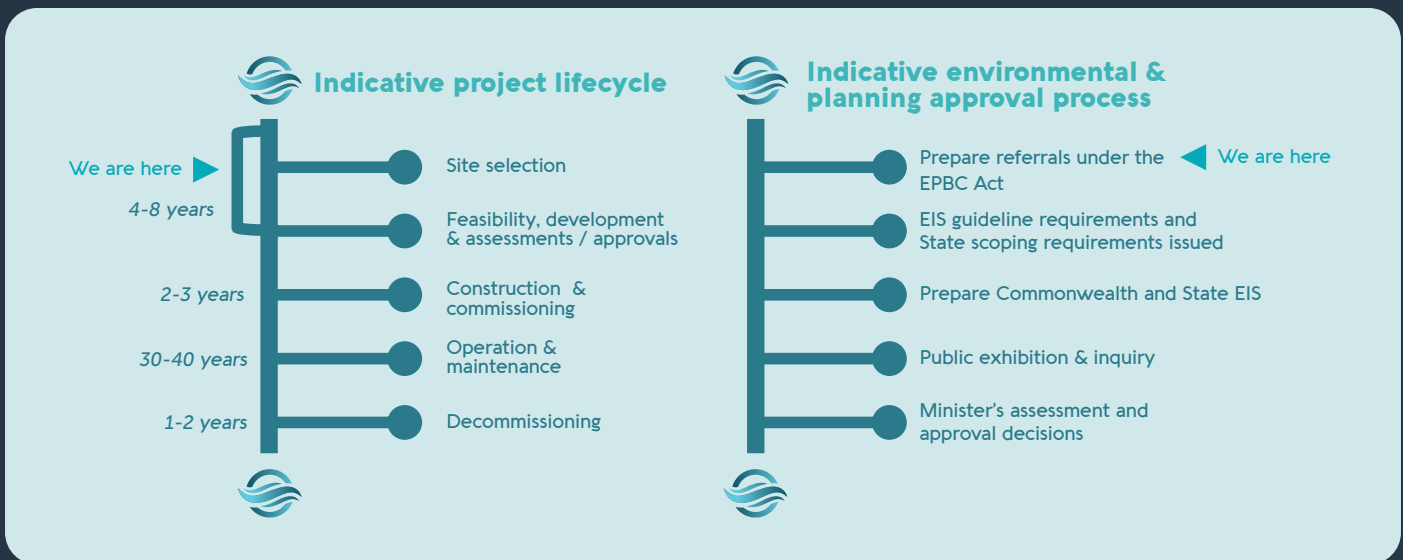 Indicative project lifecycle
We are here
4-8 years
Site selection
Feasibility, development
& assessments / approvals
2-3 years
Construction &
commissioning
30-40 years
Operation &
maintenance
1-2 years
Decommissioning
Indicative environmental &
planning approval process
Prepare referrals under the
EPBC Act
We are here
EIS guideline requirements and
State scoping requirements issued
Prepare Commonwealth and State EIS
Public exhibition & inquiry
Minister's assessment and
approval decisions